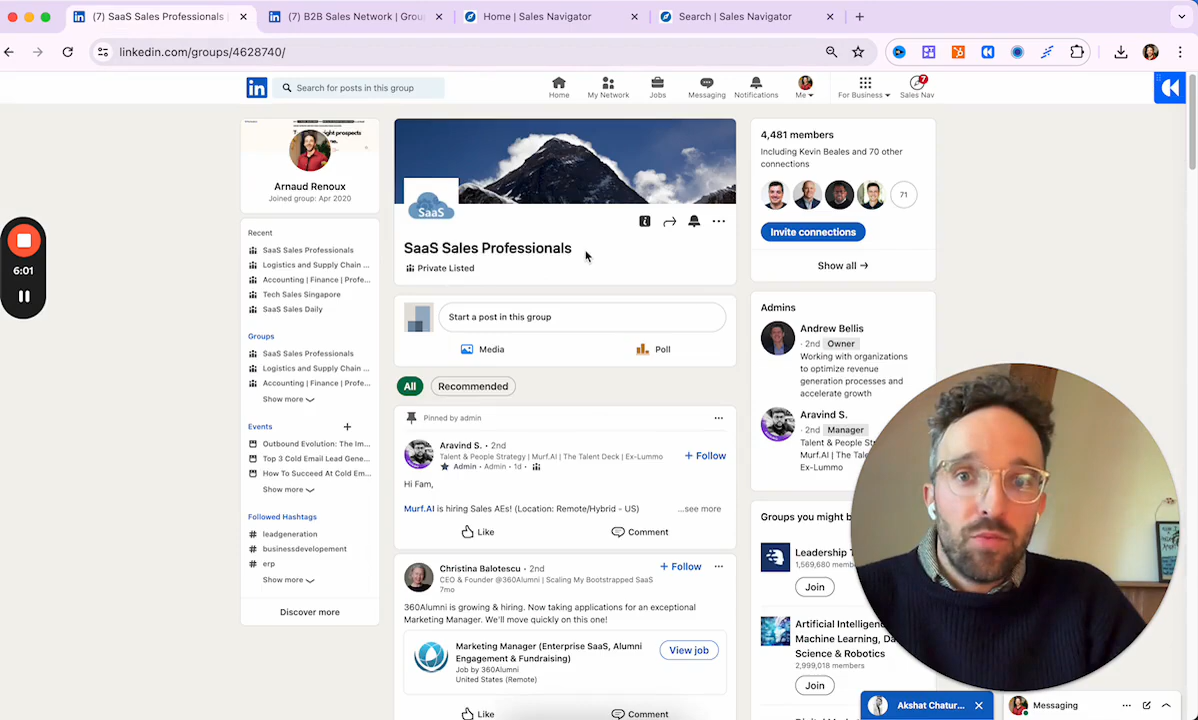 (7) SaaS Sales Professionals |
(7) B2B Sales Network | Grou
Home | Sales Navigator
Search | Sales Navigator
linkedin.com/groups/4628740/
in
Search for posts in this group
Home
My Network
Jobs
Messaging
Notifications
Me
For Business
7
Sales Nav
Arnaud Renoux
Joined group: Apr 2020
Recent
SaaS Sales Professionals
Logistics and Supply Chain ...
Accounting | Finance | Profe...
Tech Sales Singapore
SaaS Sales Daily
Groups
SaaS Sales Professionals
Logistics and Supply Chain ...
Accounting | Finance | Profe...
Show more
Events
Outbound Evolution: The Im...
Top 3 Cold Email Lead Gene...
How To Succeed At Cold Em...
Show more
Followed Hashtags
# leadgeneration
# businessdevelopement
# erp
Show more
Discover more
6:01
SaaS
SaaS Sales Professionals
Private Listed
Start a post in this group
Media
Poll
All
Recommended
Pinned by admin
Aravind S. • 2nd
Talent & People Strategy | Murf.AI | The Talent Deck | Ex-Lummo
Admin • Admin • 1d •
+ Follow
Hi Fam,
Murf.AI is hiring Sales AEs! (Location: Remote/Hybrid - US)
...see more
Like
Comment
Christina Balotescu • 2nd
CEO & Founder @360Alumni | Scaling My Bootstrapped SaaS
7mo
+ Follow
360Alumni is growing & hiring. Now taking applications for an exceptional
Marketing Manager. We'll move quickly on this one!
Marketing Manager (Enterprise SaaS, Alumni
Engagement & Fundraising)
Job by 360Alumni
United States (Remote)
View job
Like
Comment
4,481 members
Including Kevin Beales and 70 other
connections
71
Invite connections
Show all →
Admins
Andrew Bellis
• 2nd Owner
Working with organizations
to optimize revenue
generation processes and
accelerate growth
Aravind S.
• 2nd Manager
Talent & People Str
Murf.AI | The Tale
Ex-Lummo
Groups you might b
Leadership T
1,569,680 memb
Join
Artificial Intelligenc
Machine Learning, Da
Science & Robotics
2,999,018 members
Join
Akshat Chatur...
Messaging